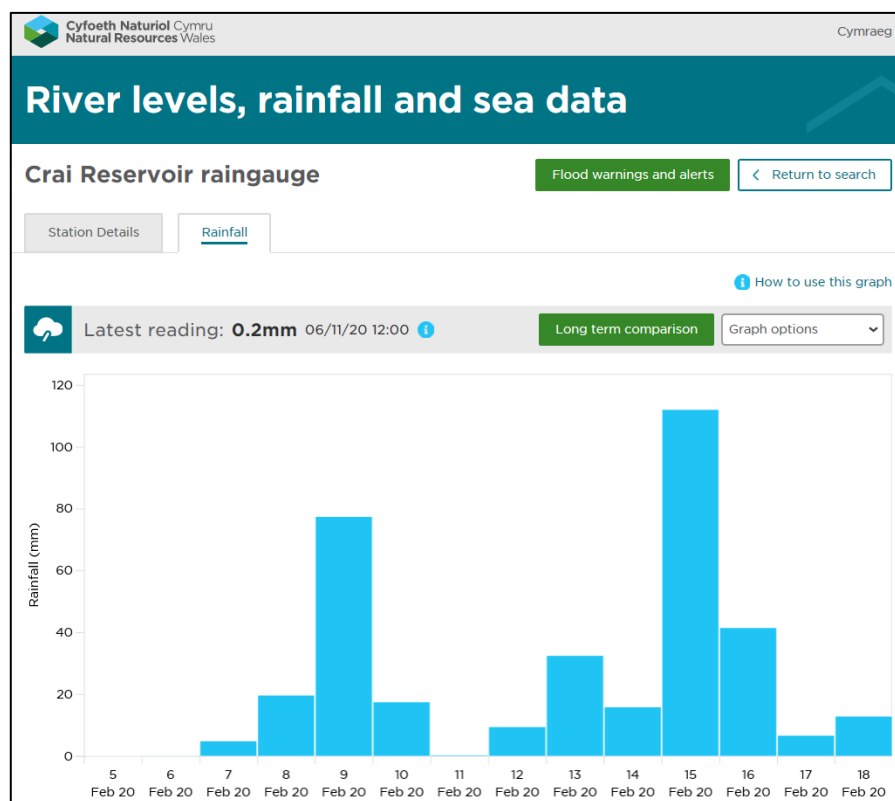 Cyfoeth Naturiol Cymru
Natural Resources Wales
Cymraeg
River levels, rainfall and sea data
Crai Reservoir raingauge
Flood warnings and alerts
Return to search
Station Details
Rainfall
How to use this graph
Latest reading: 0.2mm 06/11/20 12:00
Long term comparison
Graph options
120
100
80
60
40
20
0
Rainfall (mm)
5 6 7 8 9 10 11 12 13 14 15 16 17 18
Feb 20 Feb 20 Feb 20 Feb 20 Feb 20 Feb 20 Feb 20 Feb 20 Feb 20 Feb 20 Feb 20 Feb 20 Feb 20 Feb 20